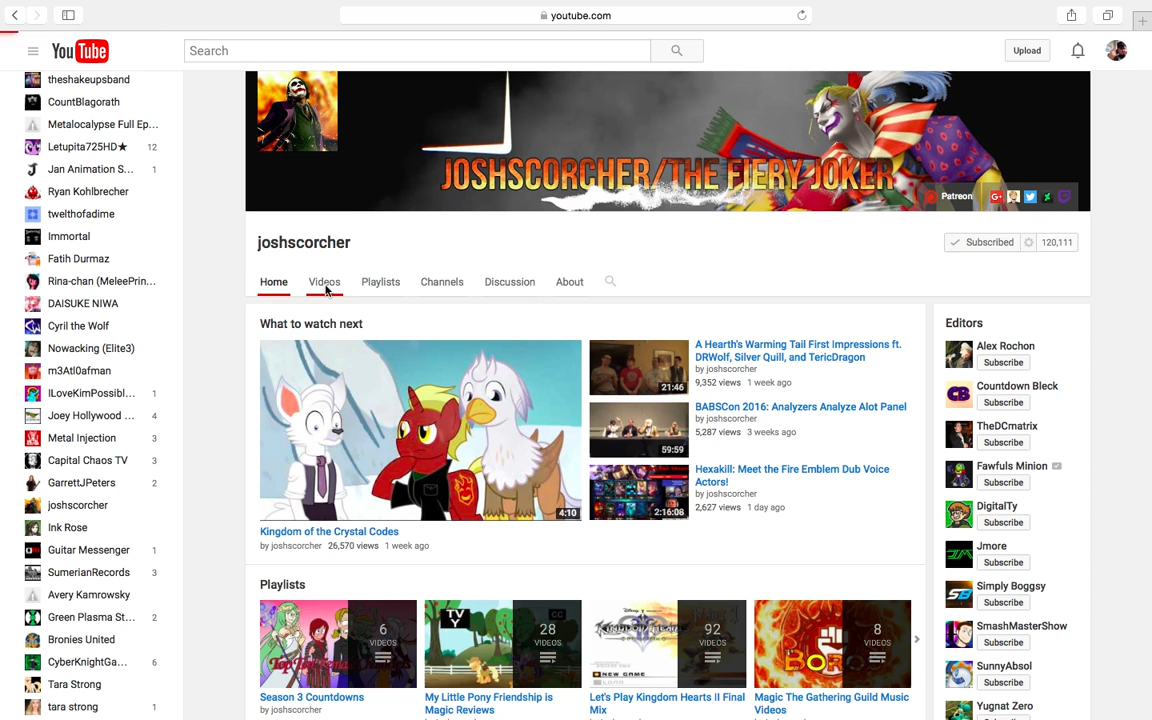 youtube.com
YouTube
Search
Upload
theshakeupsband
CountBlagorath
Metalocalypse Full Ep...
Letupita725HD★ 12
Jan Animation S... 1
Ryan Kohlbrecher
twelthofadime
Immortal
Fatih Durmaz
Rina-chan (MeleePrin...
DAISUKE NIWA
Cyril the Wolf
Nowacking (Elite3)
m3Atl0afman
ILoveKimPossibl... 1
Joey Hollywood ... 4
Metal Injection 3
Capital Chaos TV 3
GarrettJPeters 2
joshscorcher
Ink Rose
Guitar Messenger 1
SumerianRecords 3
Avery Kamrowsky
Green Plasma St... 2
Bronies United
CyberKnightGa... 6
Tara Strong
tara strong 1
JOSHSCORCHER/THE FIERY JOKER
Patreon
joshscorcher
Subscribed 120,111
Home Videos Playlists Channels Discussion About
What to watch next
4:10
Kingdom of the Crystal Codes
by joshscorcher 26,570 views 1 week ago
21:46
A Hearth's Warming Tail First Impressions ft.
DRWolf, Silver Quill, and TericDragon
by joshscorcher
9,352 views 1 week ago
59:59
BABSCon 2016: Analyzers Analyze Alot Panel
by joshscorcher
5,287 views 3 weeks ago
2:16:08
Hexakill: Meet the Fire Emblem Dub Voice
Actors!
by joshscorcher
2,627 views 1 day ago
Playlists
6
VIDEOS
Season 3 Countdowns
by joshscorcher
TV
Y
CC
28
VIDEOS
My Little Pony Friendship is
Magic Reviews
92
VIDEOS
NEW GAME
Let's Play Kingdom Hearts II Final
Mix
BORO
8
VIDEOS
Magic The Gathering Guild Music
Videos
Editors
Alex Rochon
Subscribe
Countdown Bleck
Subscribe
TheDCmatrix
Subscribe
Fawfuls Minion
Subscribe
DigitalTy
Subscribe
Jmore
Subscribe
Simply Boggsy
Subscribe
SmashMasterShow
Subscribe
SunnyAbsol
Subscribe
Yugnat Zero